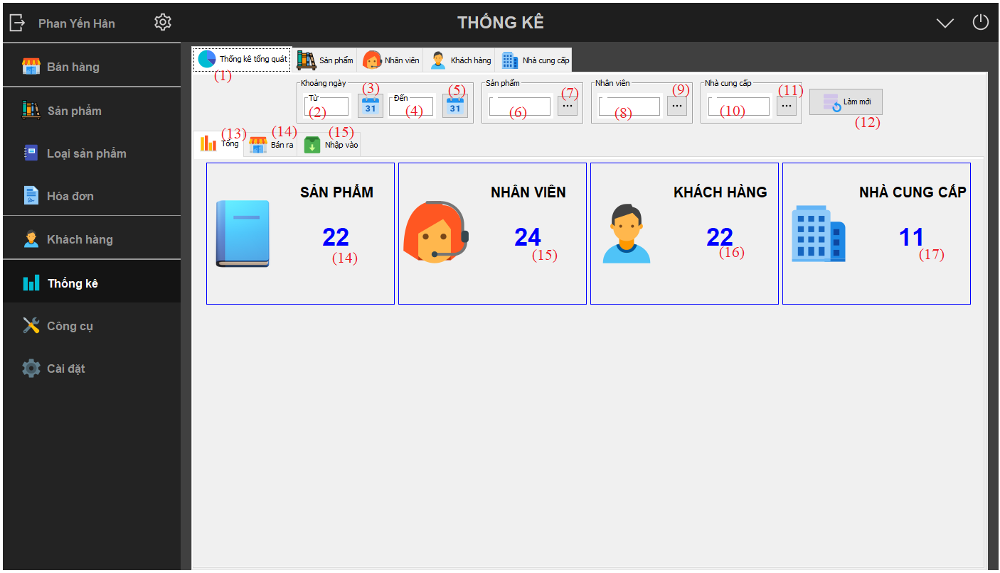 Phan Yến Hân
THỐNG KÊ
Bán hàng
Sản phẩm
Loại sản phẩm
Hóa đơn
Khách hàng
Thống kê
Công cụ
Cài đặt
Thống kê tổng quát
Sản phẩm
Nhân viên
Khách hàng
Nhà cung cấp
(1)
Khoảng ngày
Từ
(2)
(3)
31
Đến
(4)
(5)
31
Sản phẩm
(6)
(7)
...
Nhân viên
(8)
(9)
...
Nhà cung cấp
(10)
(11)
...
Làm mới
(12)
(13)
Tổng
(14)
Bán ra
(15)
Nhập vào
SẢN PHẨM
22
(14)
NHÂN VIÊN
24
(15)
KHÁCH HÀNG
22
(16)
NHÀ CUNG CẤP
11
(17)